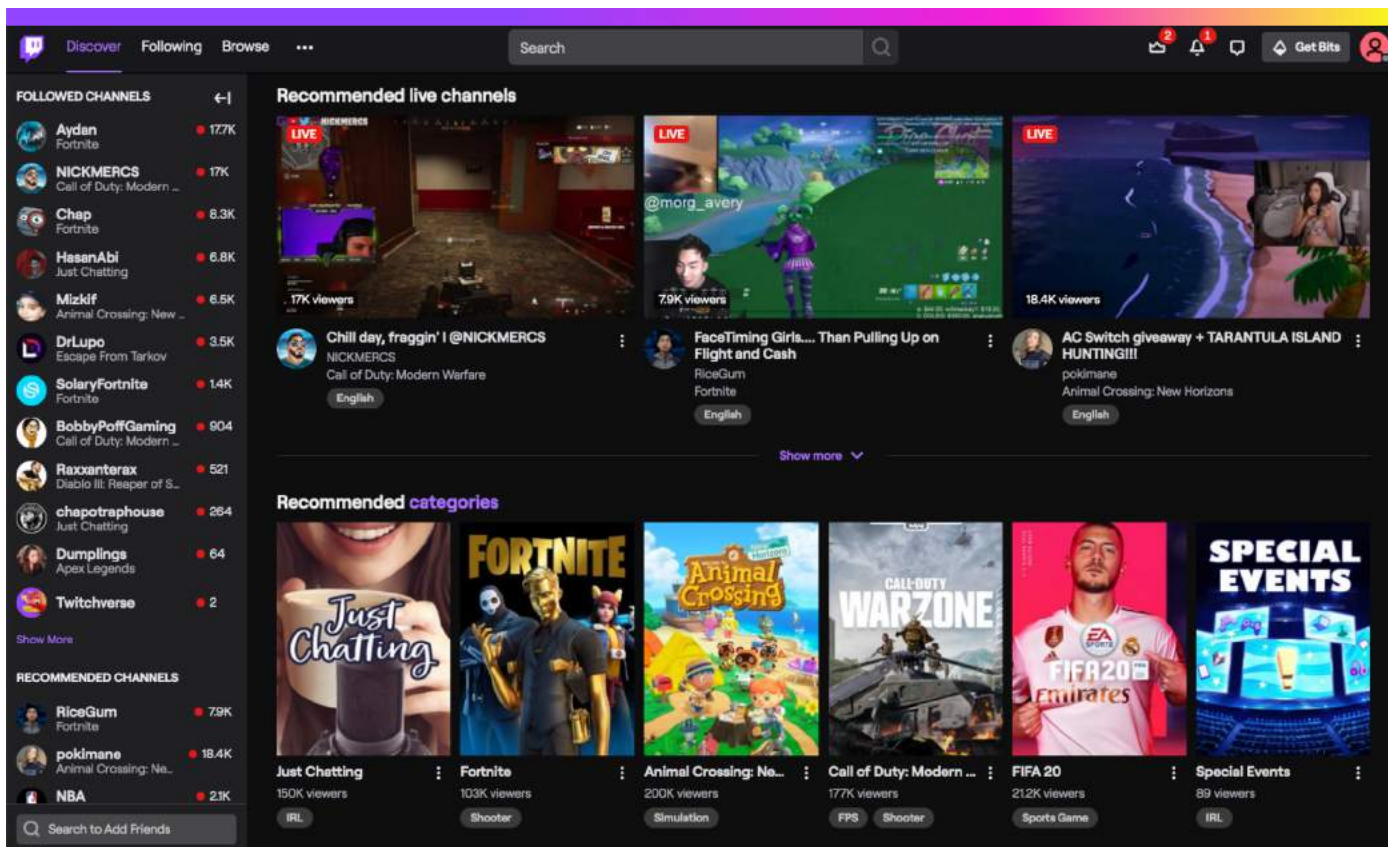 Discover Following Browse
Search
2
1
Get Bits
FOLLOWED CHANNELS
Aydan 17.7K
Fortnite
NICKMERCS 17K
Call of Duty: Modern ...
Chap 8.3K
Fortnite
HasanAbi 6.8K
Just Chatting
Mizkif 6.5K
Animal Crossing: New ...
DrLupo 3.5K
Escape From Tarkov
SolaryFortnite 1.4K
Fortnite
BobbyPoffGaming 904
Call of Duty: Modern ...
Raxxanterax 521
Diablo III: Reaper of S...
chapotraphouse 264
Just Chatting
Dumplings 64
Apex Legends
Twitchverse 2
Show More
RECOMMENDED CHANNELS
RiceGum 7.9K
Fortnite
pokimane 18.4K
Animal Crossing: Ne...
NBA 2.1K
Search to Add Friends
Recommended live channels
NICKMERCS
LIVE
17K viewers
Chill day, fraggin' I @NICKMERCS
NICKMERCS
Call of Duty: Modern Warfare
English
LIVE
@morg_avery
7.9K viewers
FaceTiming Girls.... Than Pulling Up on
Flight and Cash
RiceGum
Fortnite
English
LIVE
18.4K viewers
AC Switch giveaway + TARANTULA ISLAND
HUNTING!!!
pokimane
Animal Crossing: New Horizons
English
Show more
Recommended categories
Just
Chatting
Just Chatting
150K viewers
IRL
FORTNITE
Fortnite
103K viewers
Shooter
Animal
Crossing
Horizons
Animal Crossing: Ne...
200K viewers
Simulation
CALL OF DUTY
WARZONE
Call of Duty: Modern ...
177K viewers
FPS Shooter
EA
SPORTS
FIFA 20
Emirates
FIFA 20
21.2K viewers
Sports Game
SPECIAL
EVENTS
Special Events
89 viewers
IRL